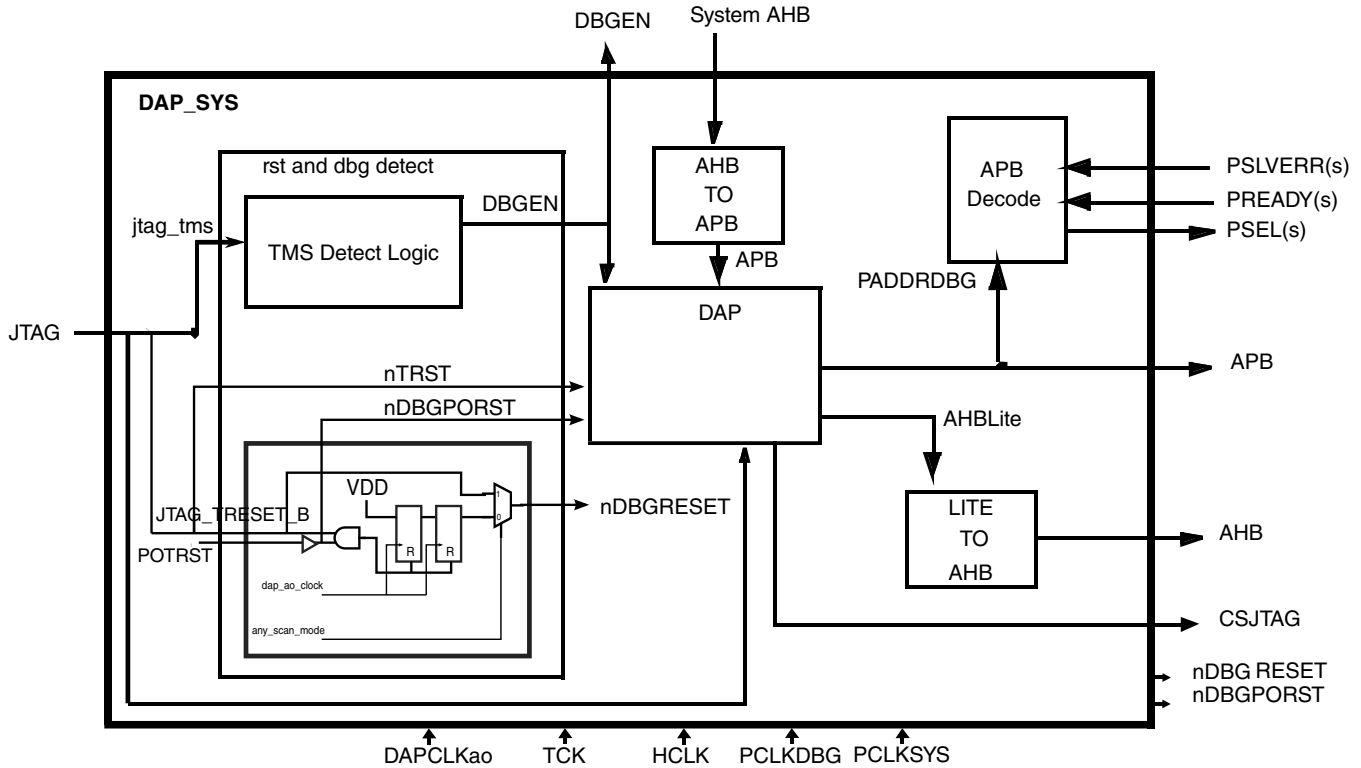 DBGEN
System AHB
DAP_SYS
rst and dbg detect
jtag_tms
TMS Detect Logic
DBGEN
AHB
TO
APB
APB
APB
Decode
PSLVERR(s)
PREADY(s)
PSEL(s)
PADDRDBG
DAP
JTAG
nTRST
nDBGPORST
APB
AHBLite
VDD
JTAG_TRESET_B
POTRST
R
R
1
0
dap_ao_clock
any_scan_mode
nDBGRESET
LITE
TO
AHB
AHB
CSJTAG
nDBG RESET
nDBGPORST
DAPCLKao
TCK
HCLK
PCLKDBG
PCLKSYS